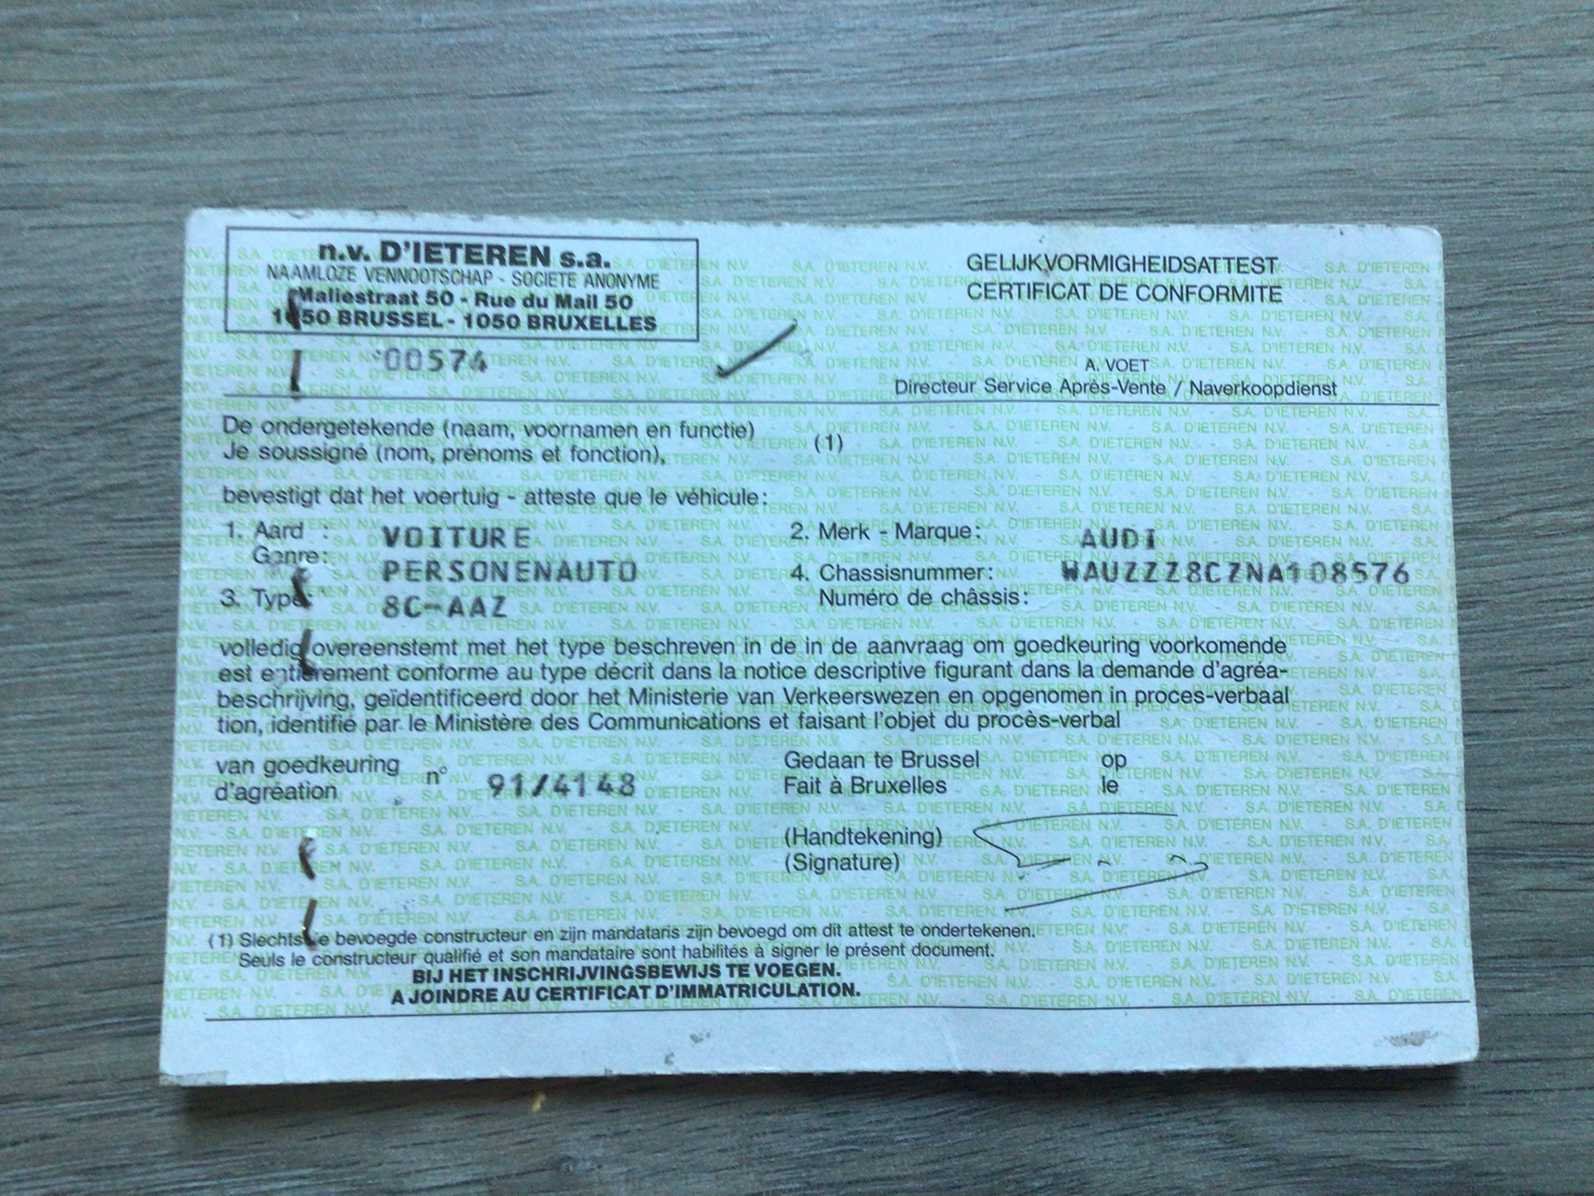 n.v. D'IETEREN s.a.
NAAMLOZE VENNOOTSCHAP - SOCIETE ANONYME
Maliestraat 50 - Rue du Mail 50
1050 BRUSSEL - 1050 BRUXELLES
00574
GELIJKVORMIGHEIDSATTEST
CERTIFICAT DE CONFORMITE
A. VOET
Directeur Service Après-Vente / Naverkoopdienst
De ondergetekende (naam, voornamen en functie)
Je soussigné (nom, prénoms et fonction), (1)
bevestigt dat het voertuig - atteste que le véhicule:
1. Aard : VOITURE
Genre: PERSONENAUTO
2. Merk - Marque: AUDI
3. Type 8C-AAZ
4. Chassisnummer: WAUZZZ8CZNA108576
Numéro de châssis:
volledig overeenstemt met het type beschreven in de in de aanvraag om goedkeuring voorkomende
est entièrement conforme au type décrit dans la notice descriptive figurant dans la demande d'agréa-
beschrijving, geïdentificeerd door het Ministerie van Verkeerswezen en opgenomen in proces-verbaal
tion, identifié par le Ministère des Communications et faisant l'objet du procès-verbal
van goedkeuring
d'agréation n° 91/4148
Gedaan te Brussel op
Fait à Bruxelles le
(Handtekening)
(Signature)
(1) Slechts de bevoegde constructeur en zijn mandataris zijn bevoegd om dit attest te ondertekenen.
Seuls le constructeur qualifié et son mandataire sont habilités à signer le présent document.
BIJ HET INSCHRIJVINGSBEWIJS TE VOEGEN.
A JOINDRE AU CERTIFICAT D'IMMATRICULATION.